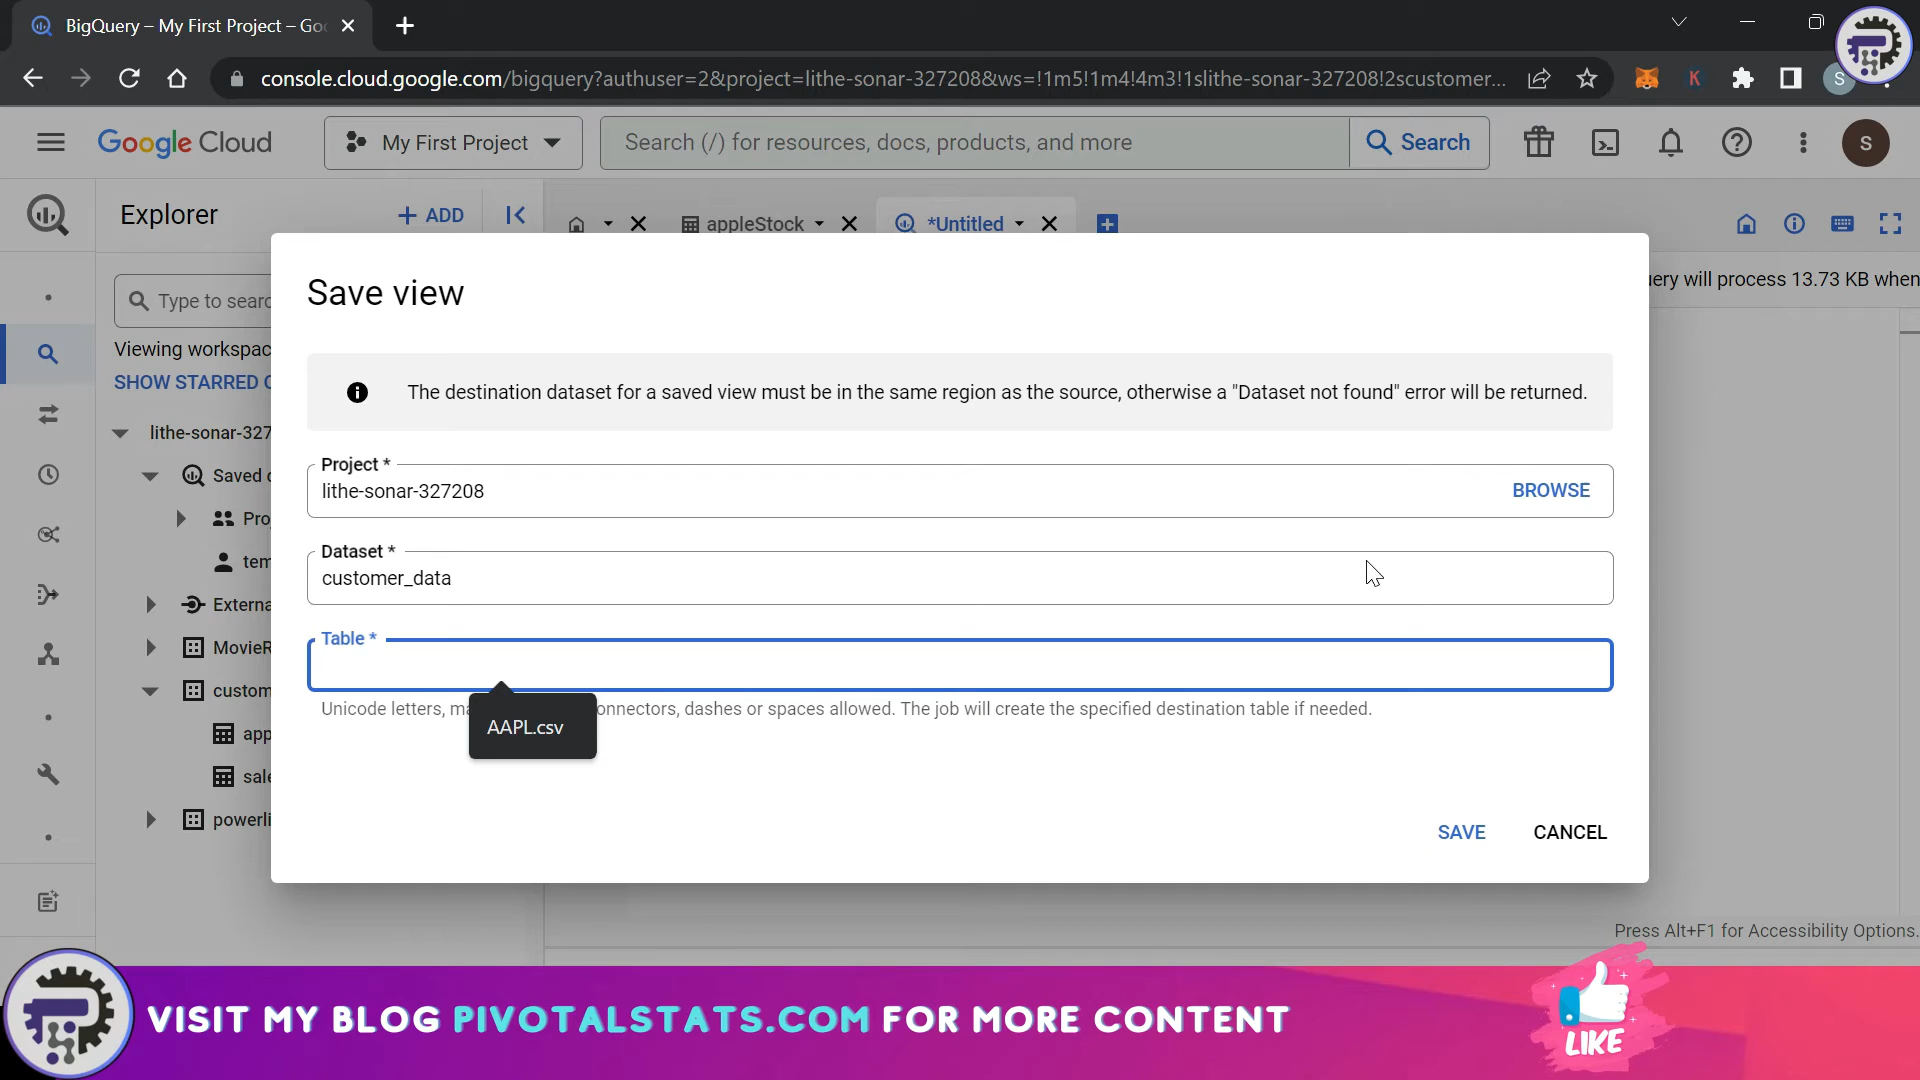 BigQuery – My First Project – Goo
console.cloud.google.com/bigquery?authuser=2&project=lithe-sonar-327208&ws=!1m5!1m4!4m3!1slithe-sonar-327208!2scustomer...
K
S
Google Cloud
My First Project
Search (/) for resources, docs, products, and more
Search
S
Explorer
+ ADD
appleStock
*Untitled
Type to searc
uery will process 13.73 KB when
Viewing workspac
SHOW STARRED O
lithe-sonar-327
Saved q
Proj
tem
Externa
MovieR
custom
app
sale
powerli
Save view
The destination dataset for a saved view must be in the same region as the source, otherwise a "Dataset not found" error will be returned.
Project *
lithe-sonar-327208
BROWSE
Dataset *
customer_data
Table *
Unicode letters, ma onnectors, dashes or spaces allowed. The job will create the specified destination table if needed.
AAPL.csv
SAVE
CANCEL
Press Alt+F1 for Accessibility Options.
VISIT MY BLOG PIVOTALSTATS.COM FOR MORE CONTENT
LIKE